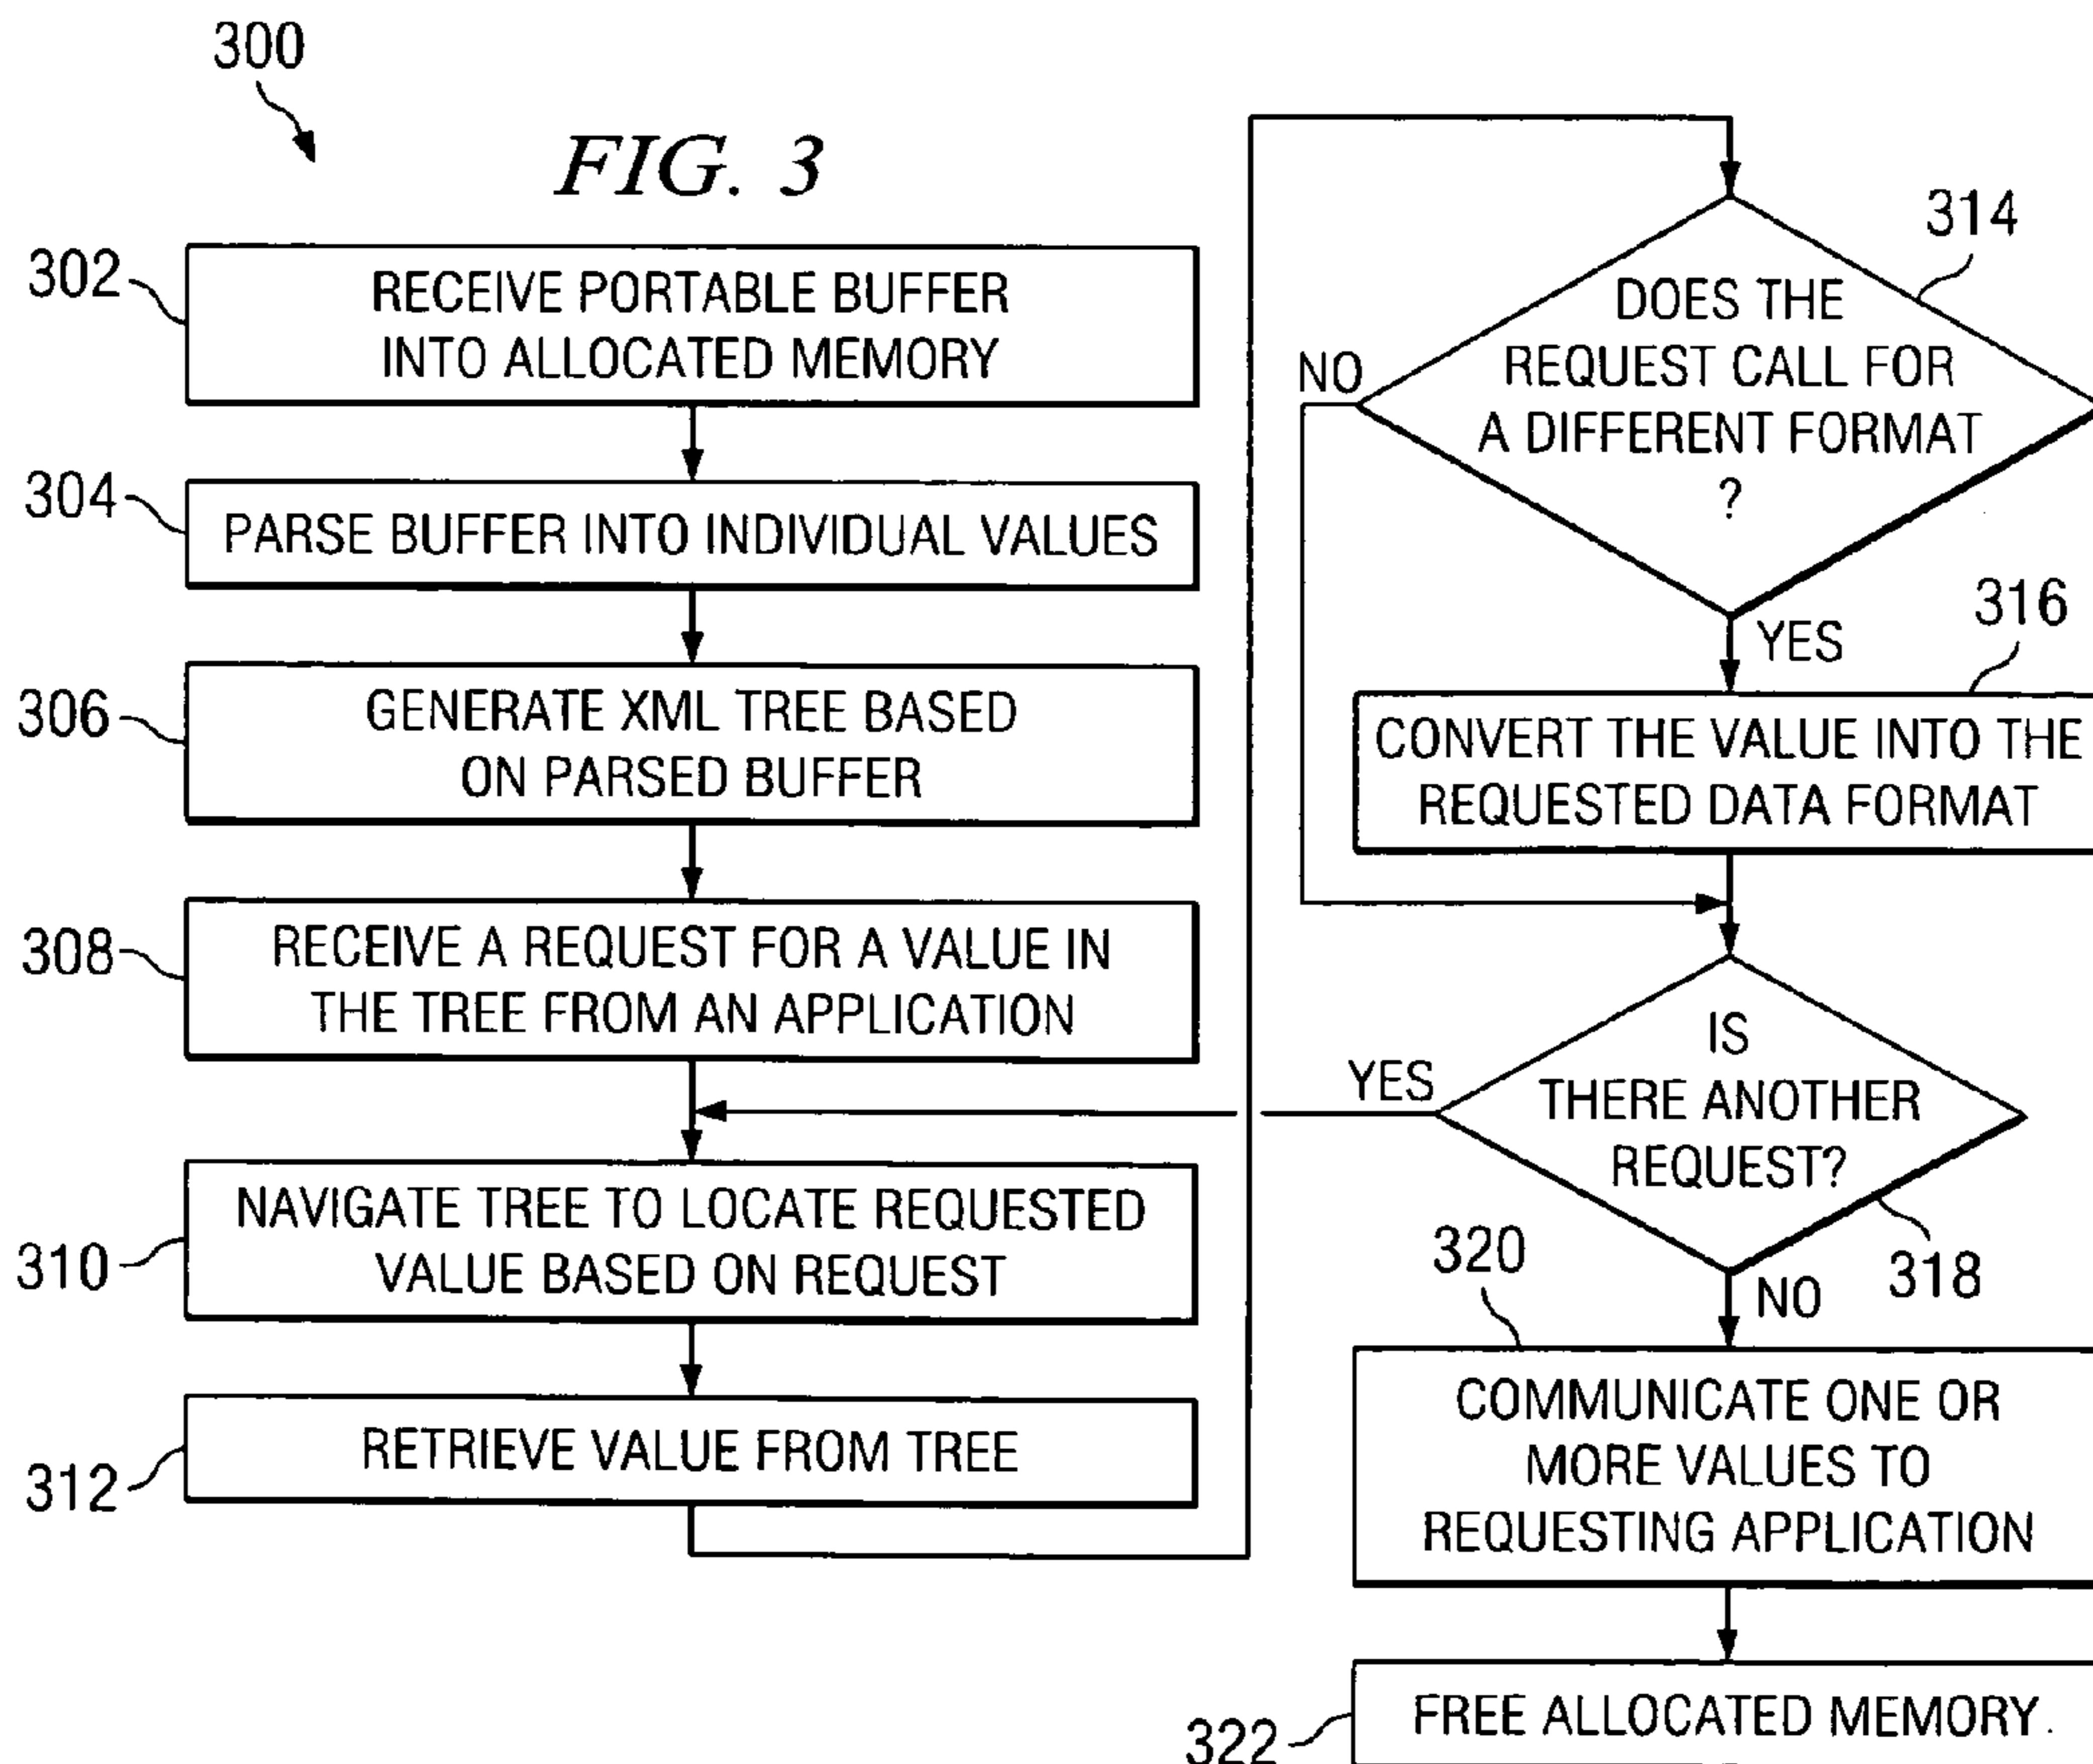 300
FIG. 3
302
RECEIVE PORTABLE BUFFER
INTO ALLOCATED MEMORY
304
PARSE BUFFER INTO INDIVIDUAL VALUES
306
GENERATE XML TREE BASED
ON PARSED BUFFER
308
RECEIVE A REQUEST FOR A VALUE IN
THE TREE FROM AN APPLICATION
310
NAVIGATE TREE TO LOCATE REQUESTED
VALUE BASED ON REQUEST
312
RETRIEVE VALUE FROM TREE
314
DOES THE
REQUEST CALL FOR
A DIFFERENT FORMAT
?
NO
YES
316
CONVERT THE VALUE INTO THE
REQUESTED DATA FORMAT
IS
THERE ANOTHER
REQUEST?
YES
318
NO
320
COMMUNICATE ONE OR
MORE VALUES TO
REQUESTING APPLICATION
322
FREE ALLOCATED MEMORY